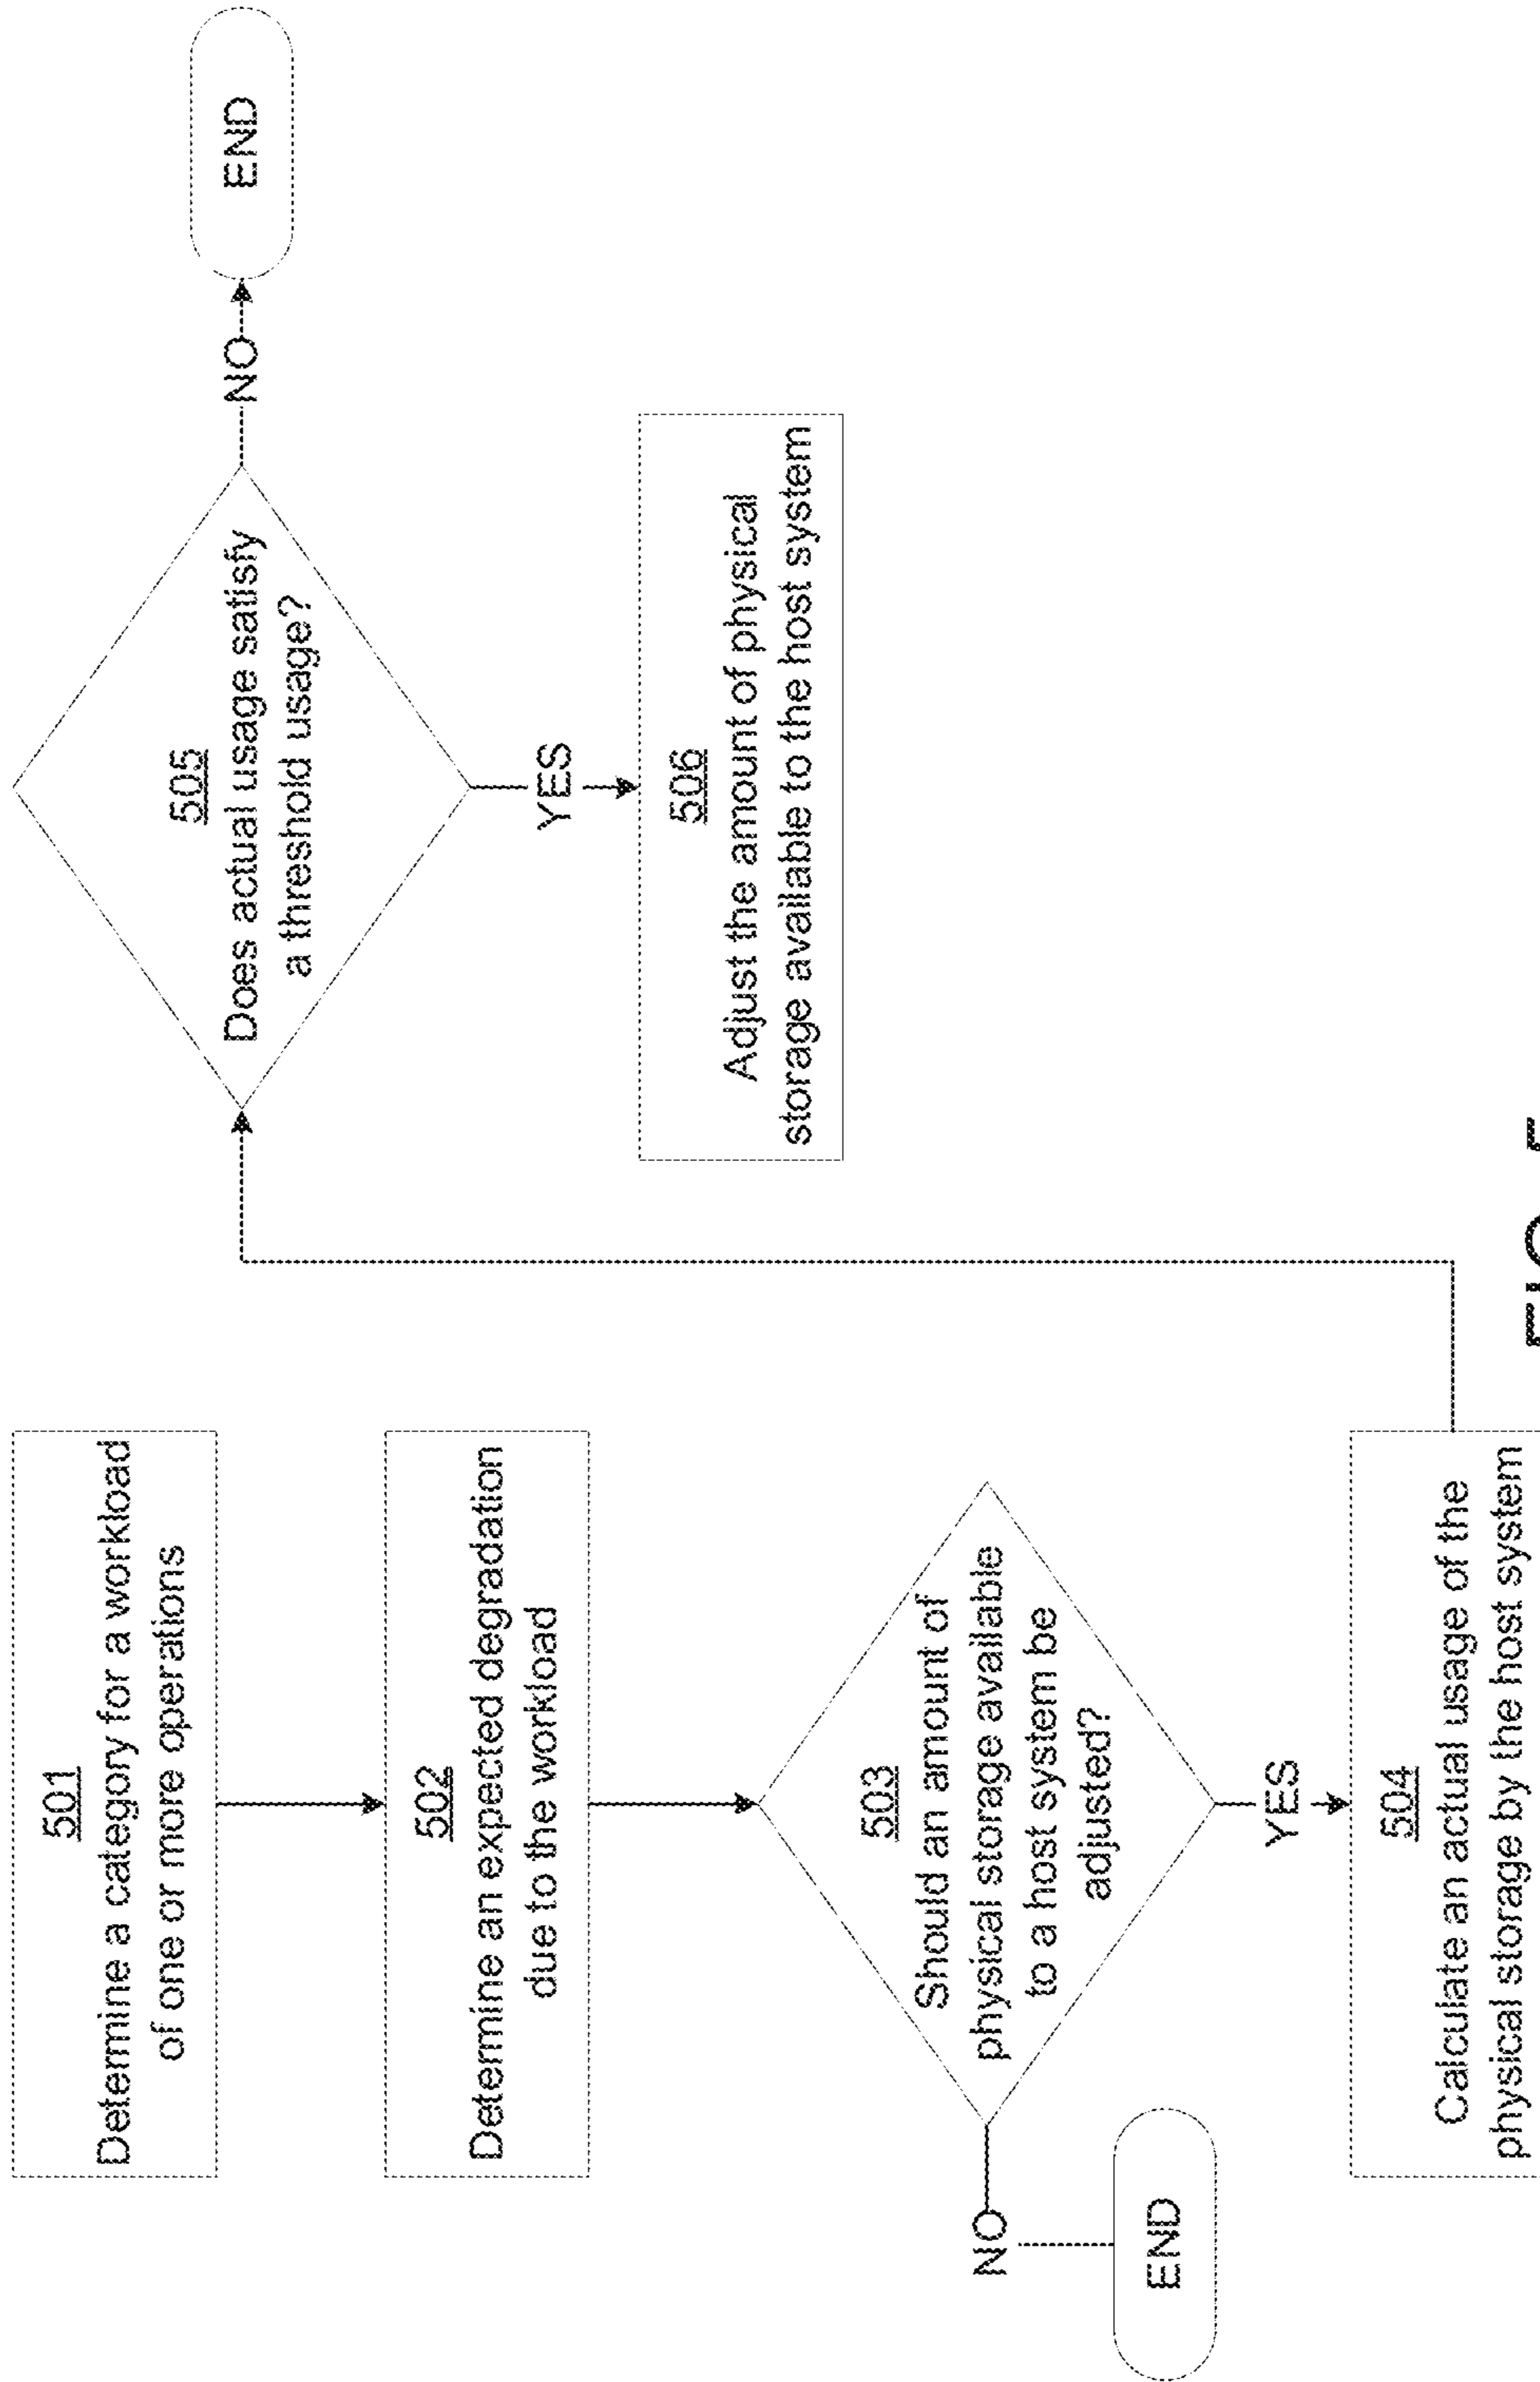 501
Determine a category for a workload
of one or more operations
502
Determine an expected degradation
due to the workload
503
Should an amount of
physical storage available
to a host system be
adjusted?
NO
END
YES
504
Calculate an actual usage of the
physical storage by the host system
505
Does actual usage satisfy
a threshold usage?
NO
END
YES
506
Adjust the amount of physical
storage available to the host system